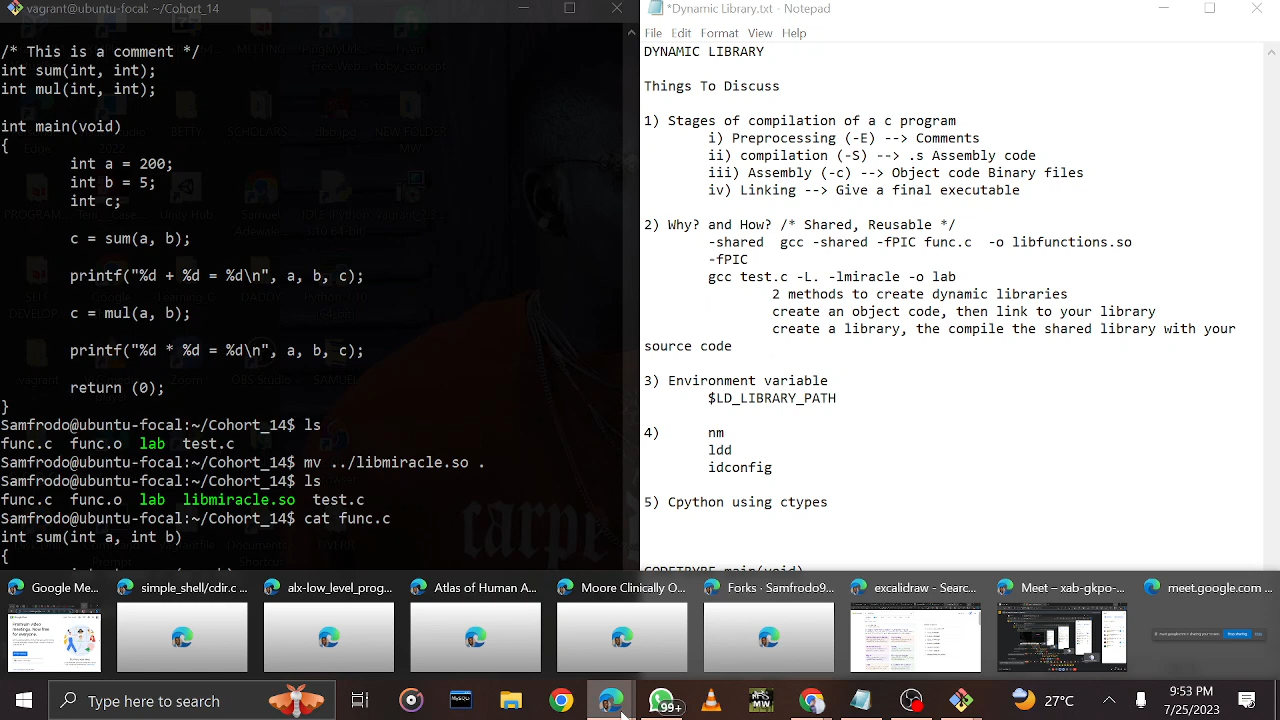 vagrant@ubuntu-focal: ~/Cohort_14
/* This is a comment */
int sum(int, int);
int mul(int, int);
int main(void)
{
int a = 200;
int b = 5;
int c;
c = sum(a, b);
printf("%d + %d = %d\n", a, b, c);
c = mul(a, b);
printf("%d * %d = %d\n", a, b, c);
return (0);
}
Samfrodo@ubuntu-focal:~/Cohort_14$ ls
func.c func.o lab test.c
Samfrodo@ubuntu-focal:~/Cohort_14$ mv ../libmiracle.so .
Samfrodo@ubuntu-focal:~/Cohort_14$ ls
func.c func.o lab libmiracle.so test.c
Samfrodo@ubuntu-focal:~/Cohort_14$ cat func.c
int sum(int a, int b)
{
carpe
*Dynamic Library.txt - Notepad
File Edit Format View Help
DYNAMIC LIBRARY
Things To Discuss
1) Stages of compilation of a c program
i) Preprocessing (-E) --> Comments
ii) compilation (-S) --> .s Assembly code
iii) Assembly (-c) --> Object code Binary files
iv) Linking --> Give a final executable
2) Why? and How? /* Shared, Reusable */
-shared gcc -shared -fPIC func.c -o libfunctions.so
-fPIC
gcc test.c -L. -lmiracle -o lab
2 methods to create dynamic libraries
create an object code, then link to your library
create a library, the compile the shared library with your
source code
3) Environment variable
$LD_LIBRARY_PATH
4) nm
ldd
idconfig
5) Cpython using ctypes
Google Me...
simple_shell/cdir.c ...
alx-low_level_prog...
Atlas of Human A...
Moore Clinically O...
Forks · Samfrodo9...
excalidraw - Searc...
Meet – xab-gkpo-...
meet.google.com ...
Type here to search
99+
27°C
9:53 PM
7/25/2023